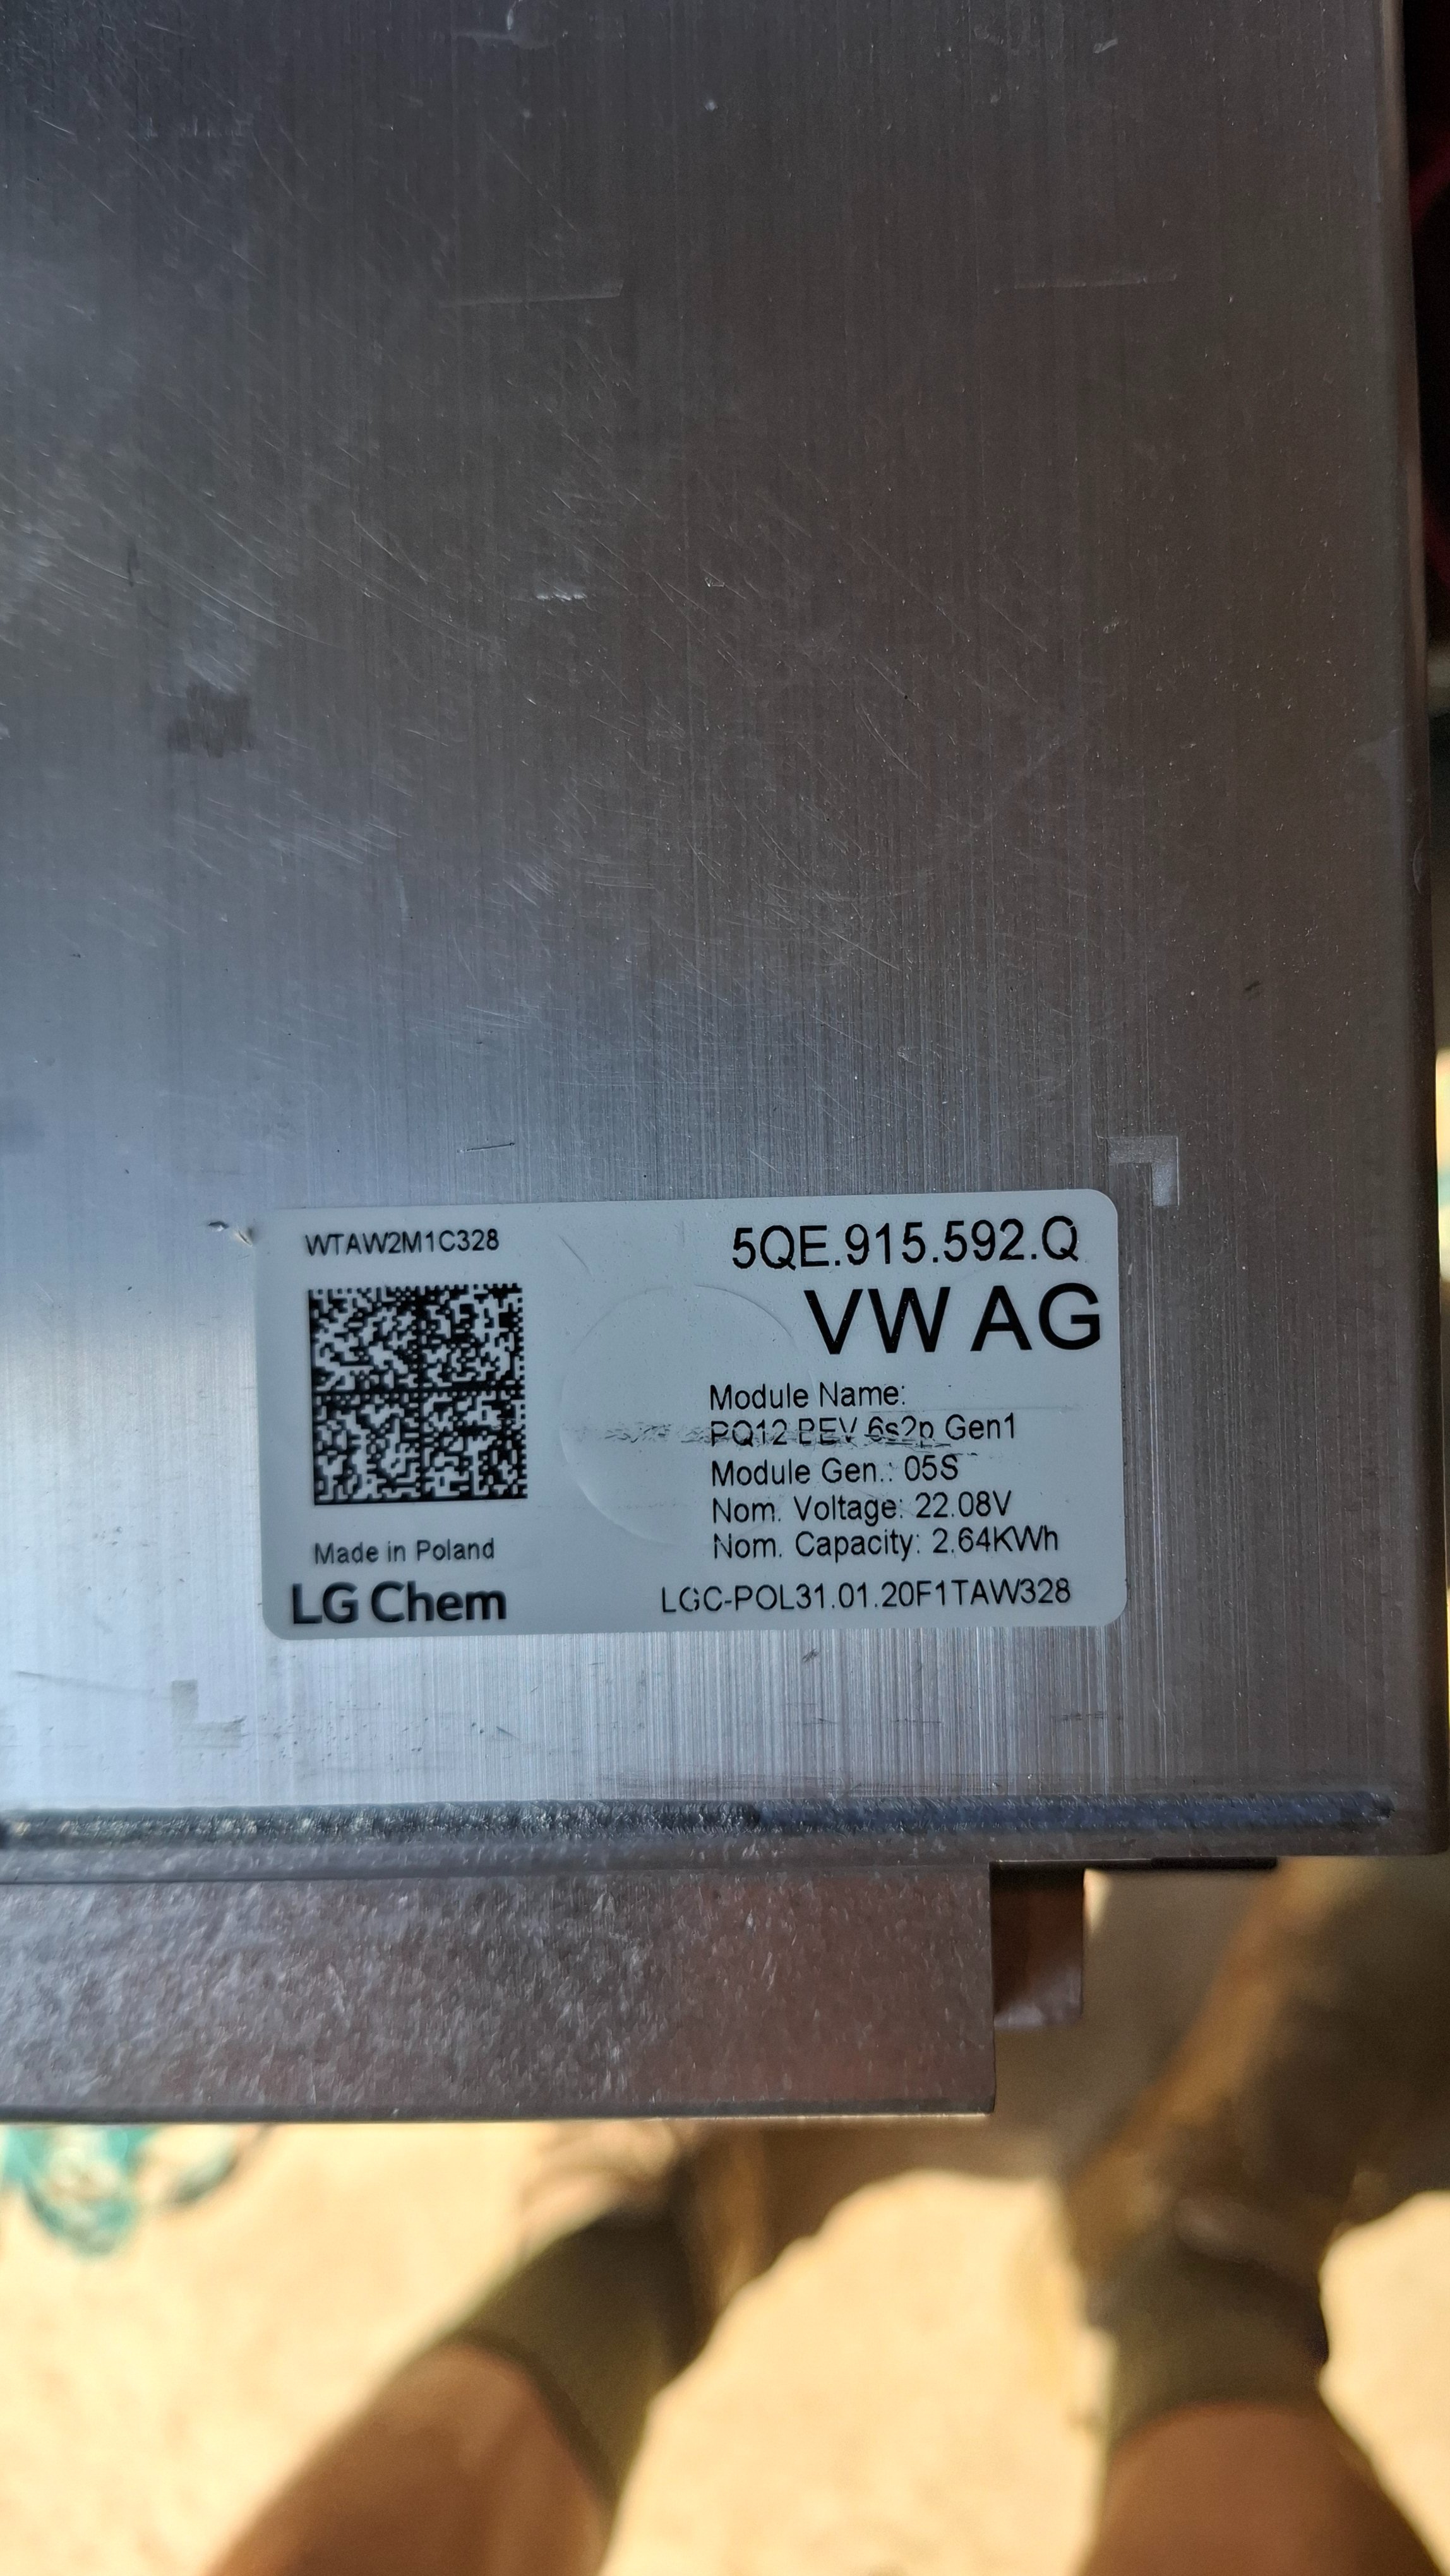 WTAW2M1C328
5QE.915.592.Q
VW AG
Module Name:
PQ12 BEV 6s2p Gen1
Module Gen.: 05S
Nom. Voltage: 22.08V
Nom. Capacity: 2.64KWh
Made in Poland
LG Chem
LGC-POL31.01.20F1TAW328